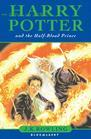 HARRY
POTTER
and the Half-Blood Prince
J.K.ROWLING
BLOOMSBURY